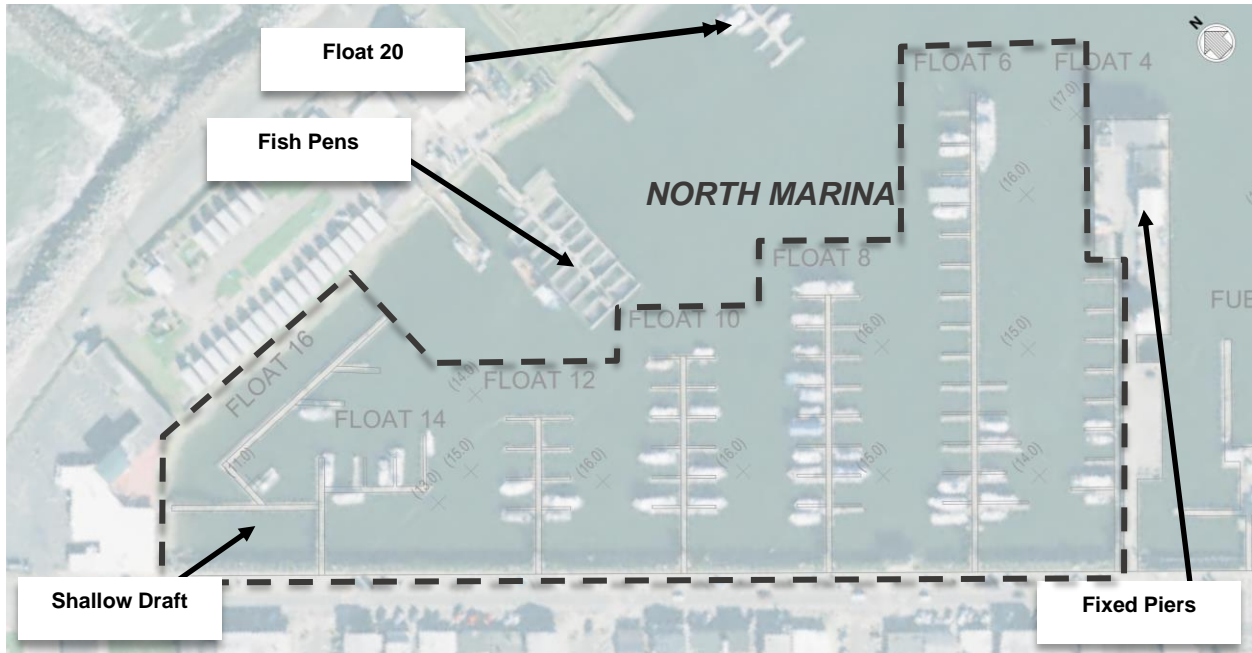 N
Float 20
FLOAT 6
FLOAT 4
(17.0)
Fish Pens
NORTH MARINA
(16.0)
FLOAT 8
FUE
FLOAT 10
(16.0)
(15.0)
FLOAT 16
(14.0)
FLOAT 12
FLOAT 14
(11.0)
(15.0)
(13.0)
(16.0)
(16.0)
(15.0)
(14.0)
Shallow Draft
Fixed Piers